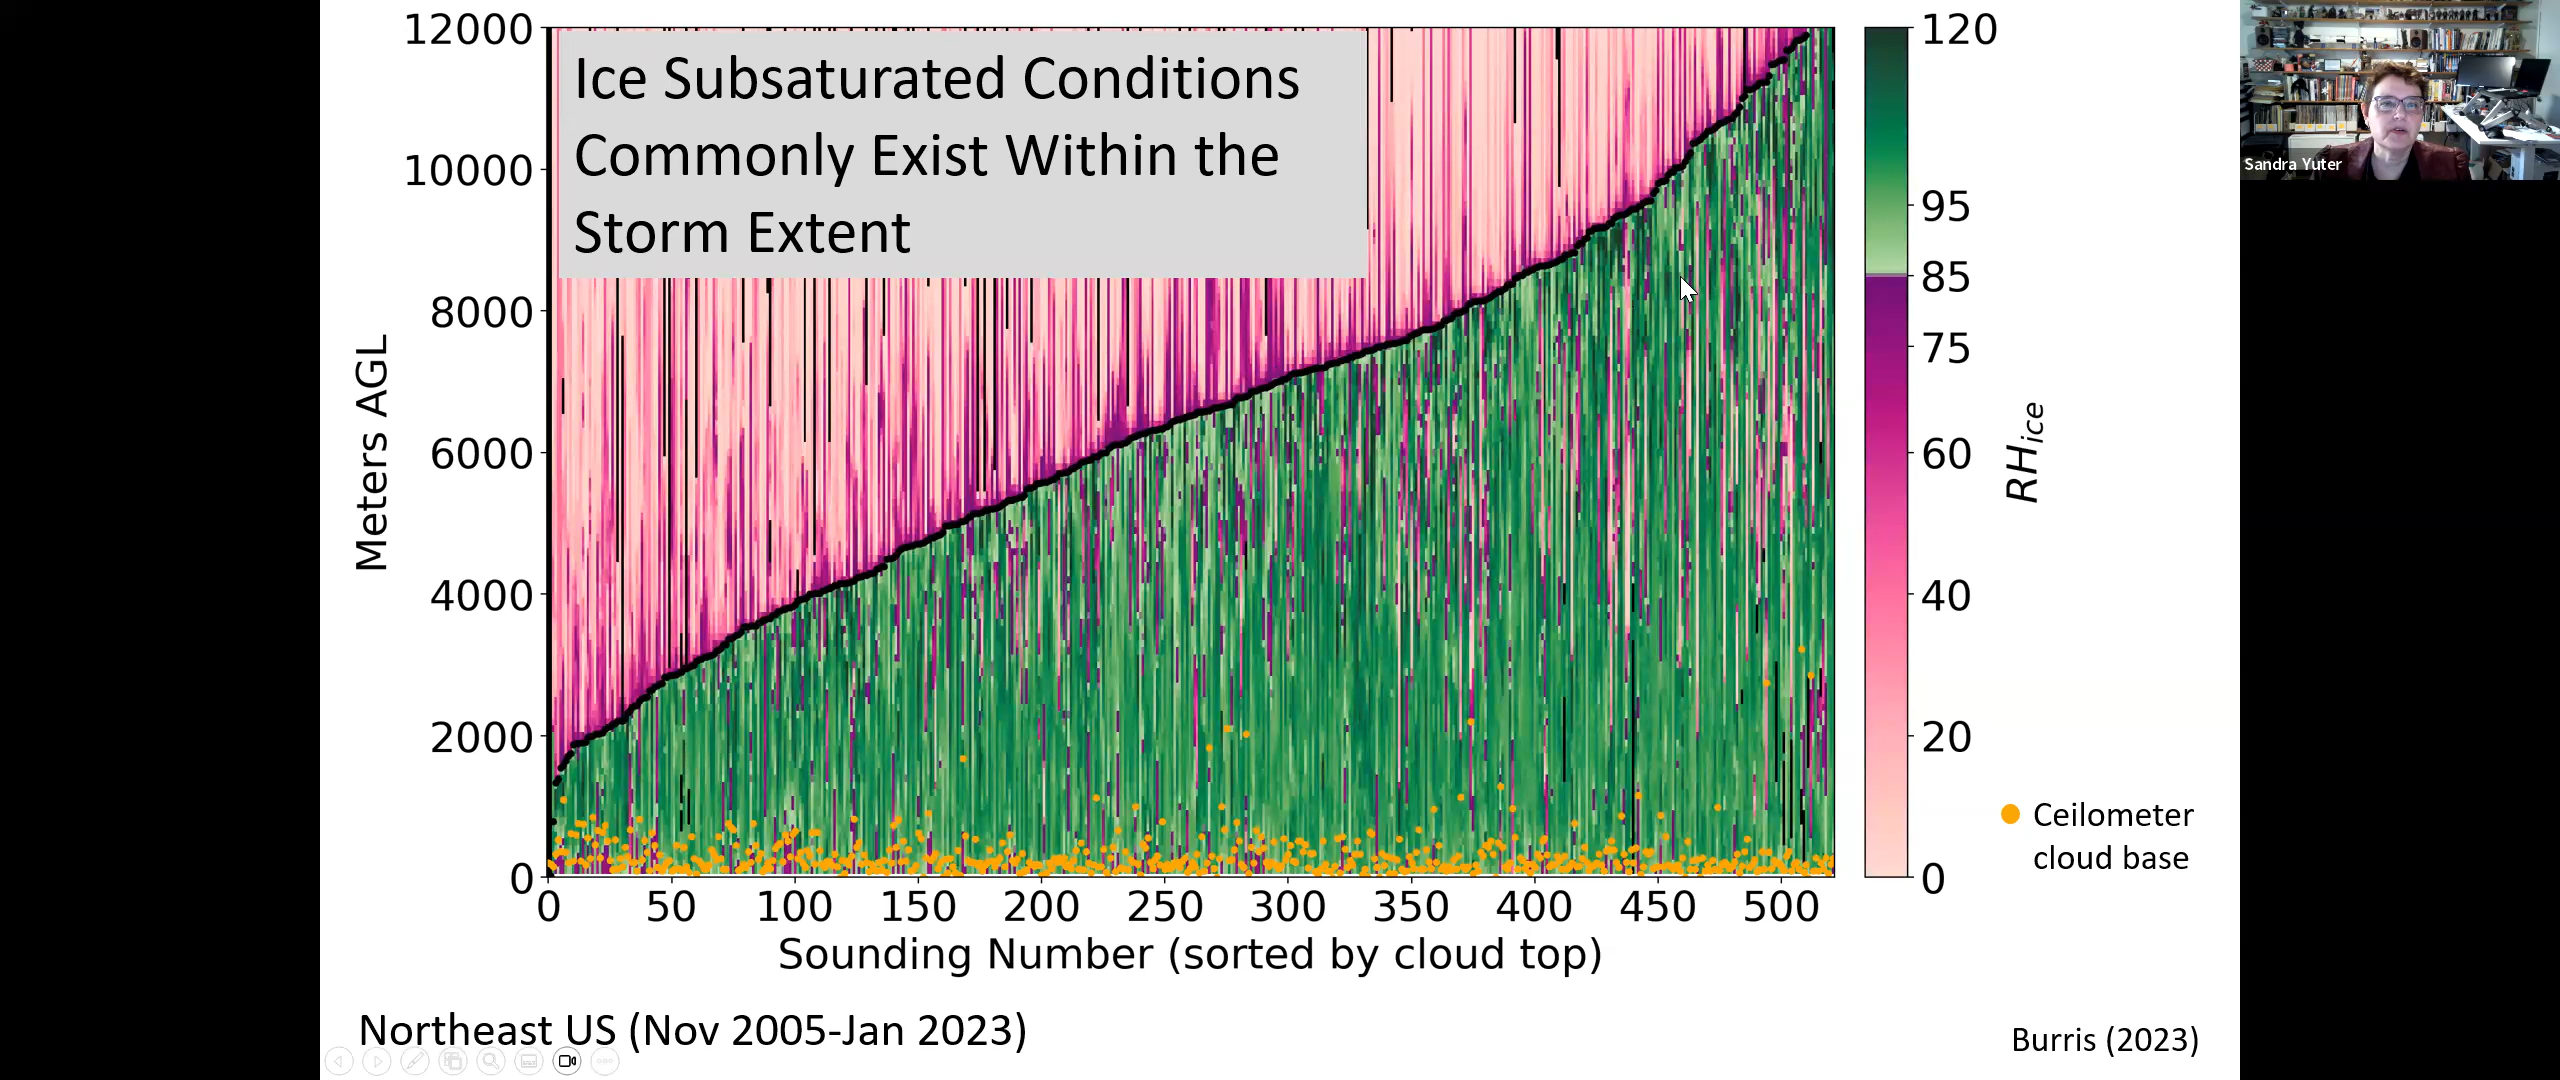 Ice Subsaturated Conditions
Commonly Exist Within the
Storm Extent
12000
10000
8000
6000
4000
2000
0
Meters AGL
0 50 100 150 200 250 300 350 400 450 500
Sounding Number (sorted by cloud top)
120
95
85
75
60
40
20
0
RHice
Ceilometer
cloud base
Northeast US (Nov 2005-Jan 2023)
Burris (2023)
Sandra Yuter